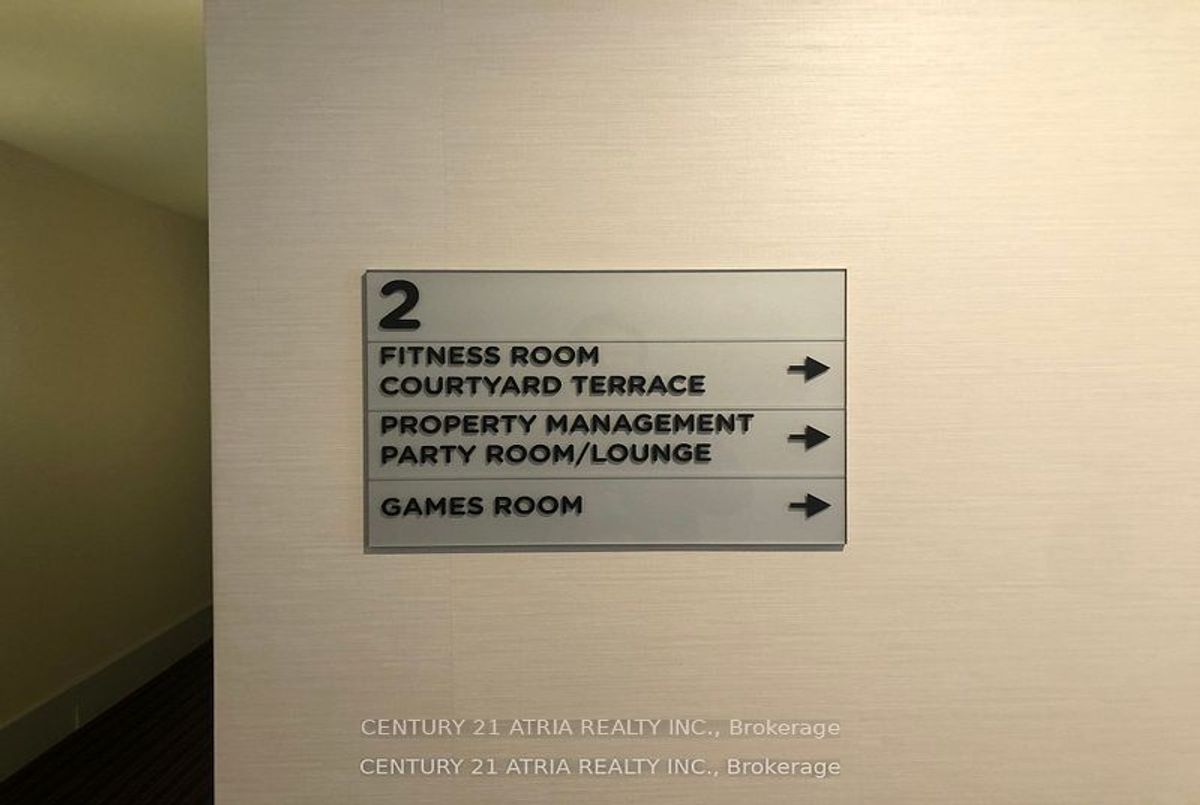 2
FITNESS ROOM
COURTYARD TERRACE
PROPERTY MANAGEMENT
PARTY ROOM/LOUNGE
GAMES ROOM
CENTURY 21 ATRIA REALTY INC., Brokerage
CENTURY 21 ATRIA REALTY INC., Brokerage